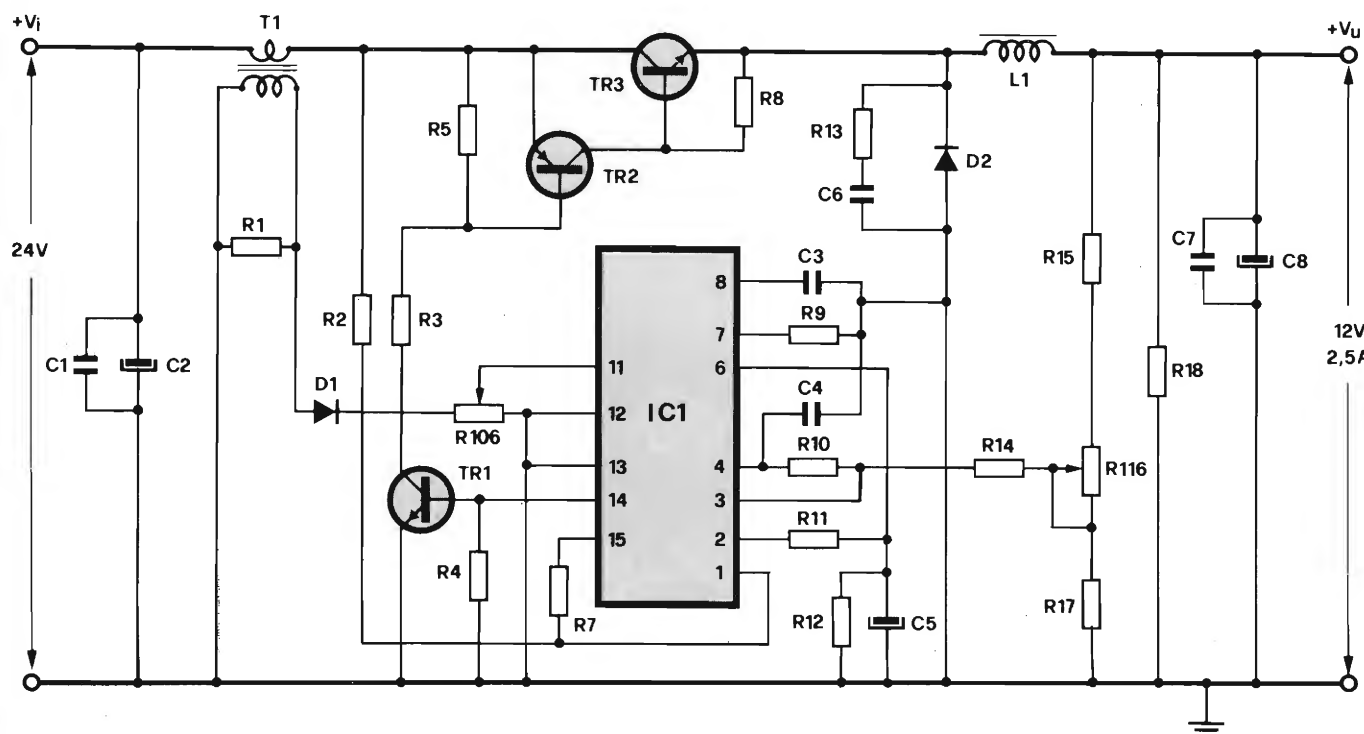 +Vi
T1
TR3
R8
L1
+Vu
R5
TR2
R13
C6
D2
24V
R1
R2
R3
C3
8
R9
7
R15
C7
C8
12V
2,5A
C1
C2
D1
11
6
C4
R18
R106
12
IC1
R10
R14
R116
TR1
13
4
14
3
R11
15
2
R4
1
R7
R12
C5
R17